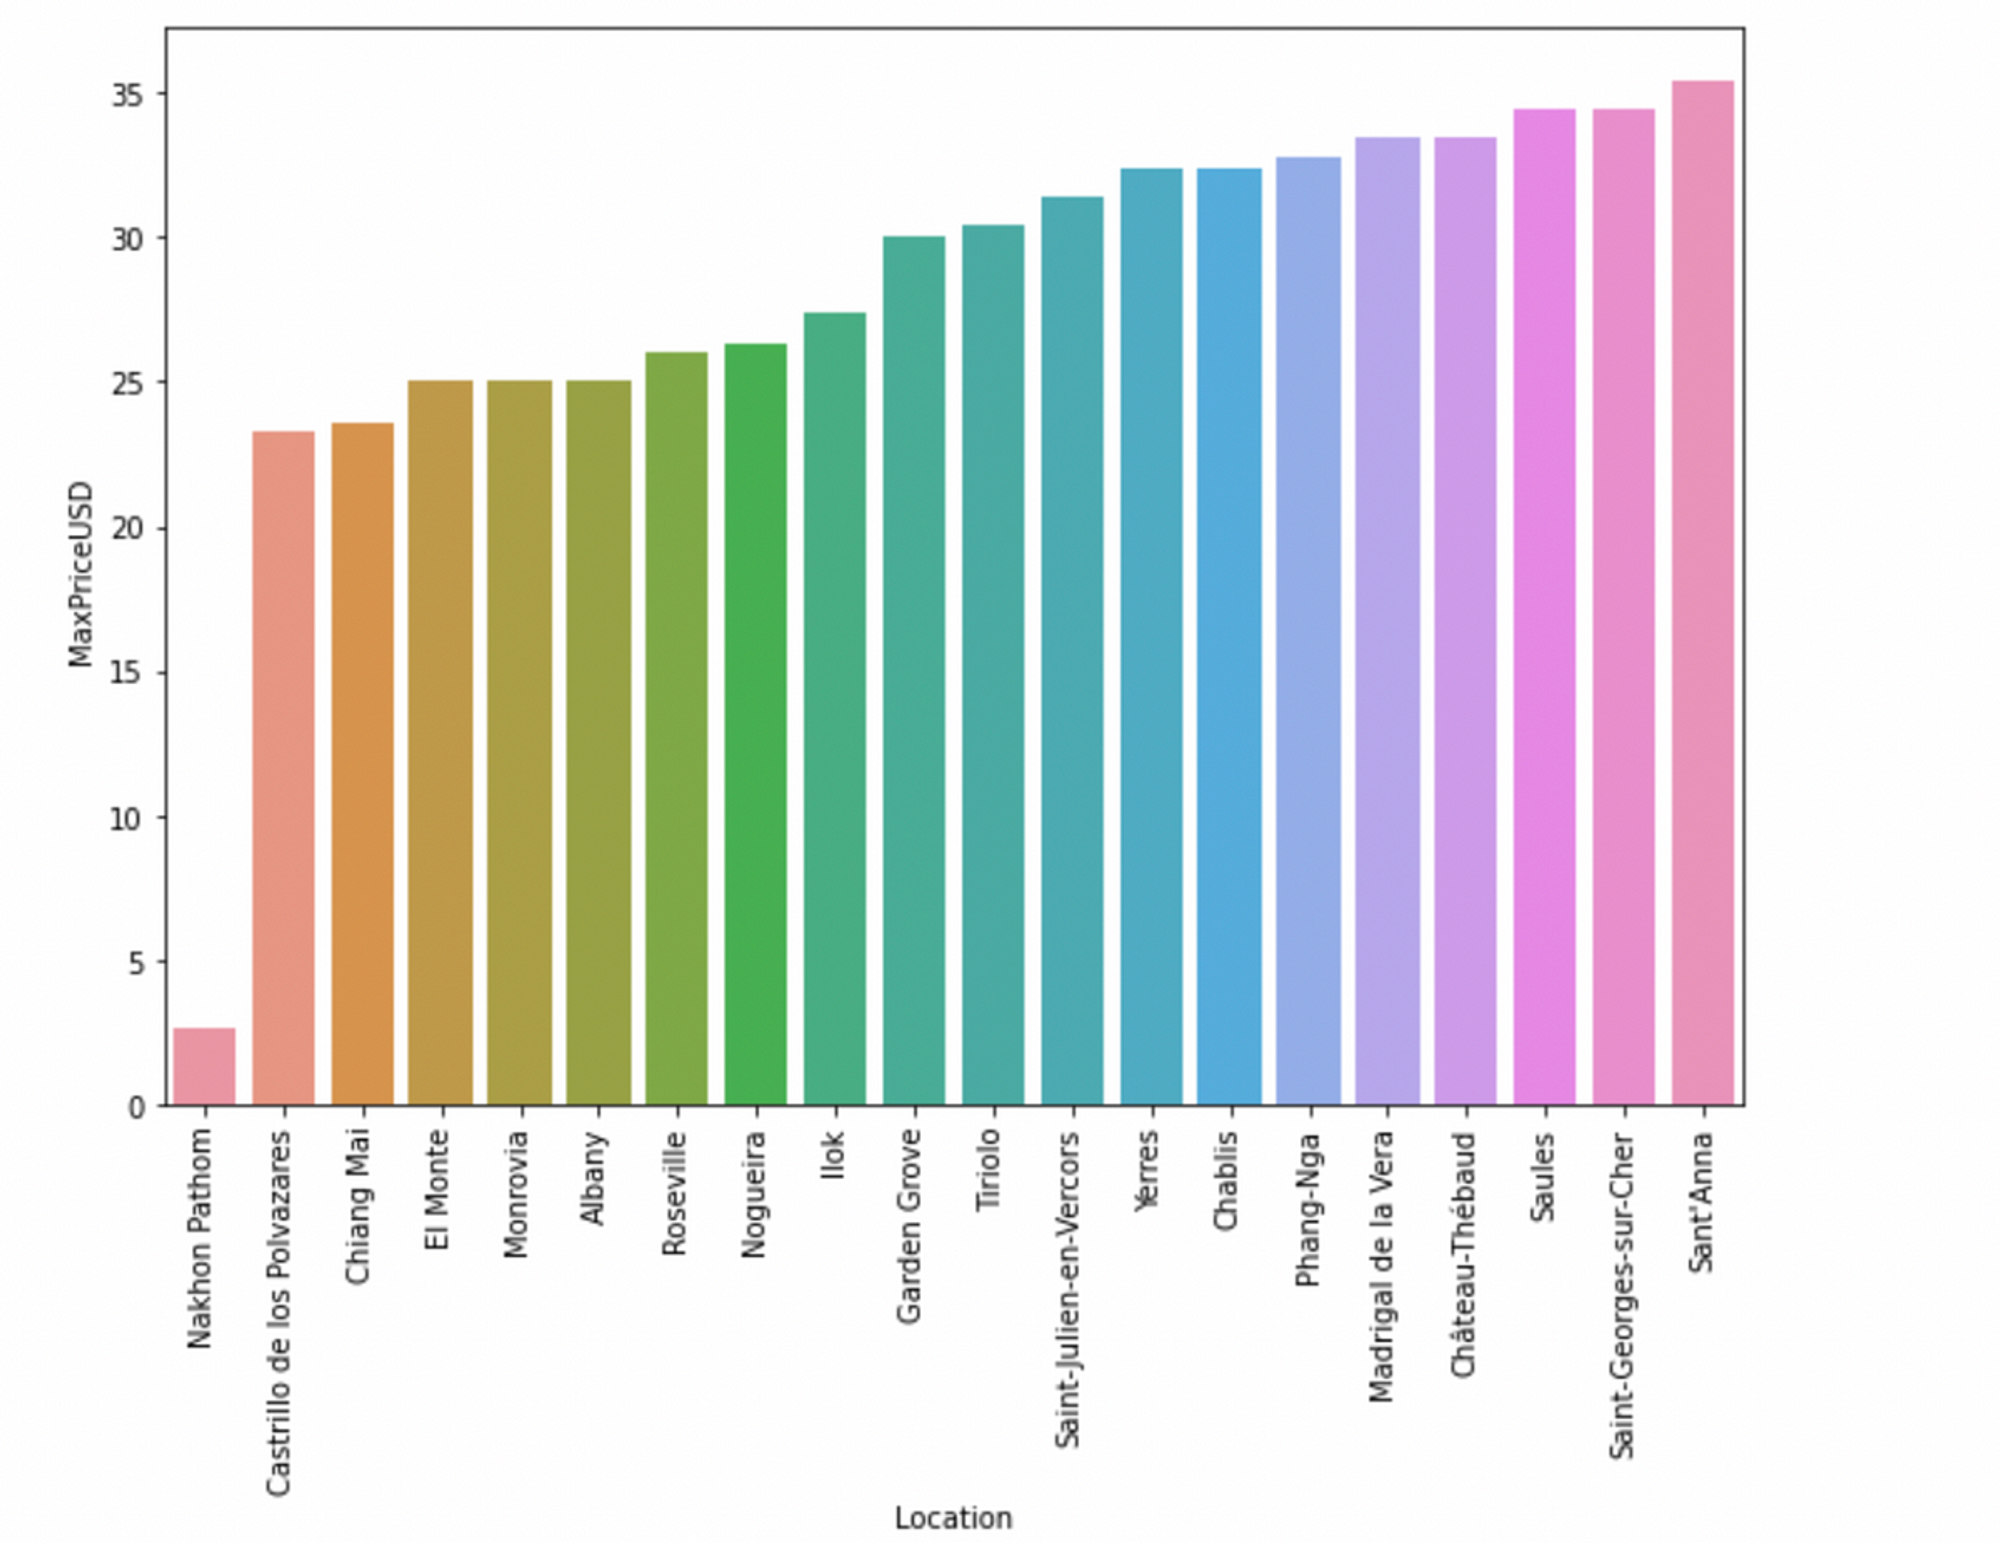 MaxPriceUSD
35
30
25
20
15
10
5
0
Nakhon Pathom
Castrillo de los Polvazares
Chiang Mai
El Monte
Monrovia
Albany
Roseville
Nogueira
Ilok
Garden Grove
Tiriolo
Saint-Julien-en-Vercors
Yerres
Chablis
Phang-Nga
Madrigal de la Vera
Château-Thébaud
Saules
Saint-Georges-sur-Cher
Sant'Anna
Location